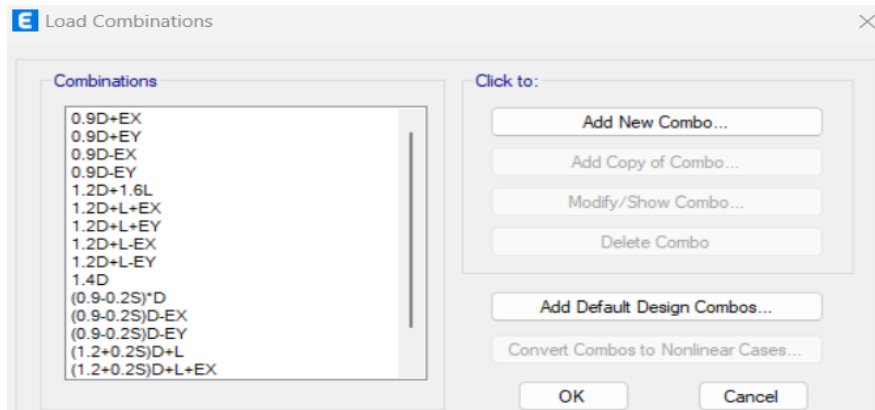 E Load Combinations
Combinations
0.9D+EX
0.9D+EY
0.9D-EX
0.9D-EY
1.2D+1.6L
1.2D+L+EX
1.2D+L+EY
1.2D+L-EX
1.2D+L-EY
1.4D
(0.9-0.2S)*D
(0.9-0.2S)D-EX
(0.9-0.2S)D-EY
(1.2+0.2S)D+L
(1.2+0.2S)D+L+EX
Click to:
Add New Combo...
Add Copy of Combo...
Modify/Show Combo...
Delete Combo
Add Default Design Combos...
Convert Combos to Nonlinear Cases...
OK Cancel